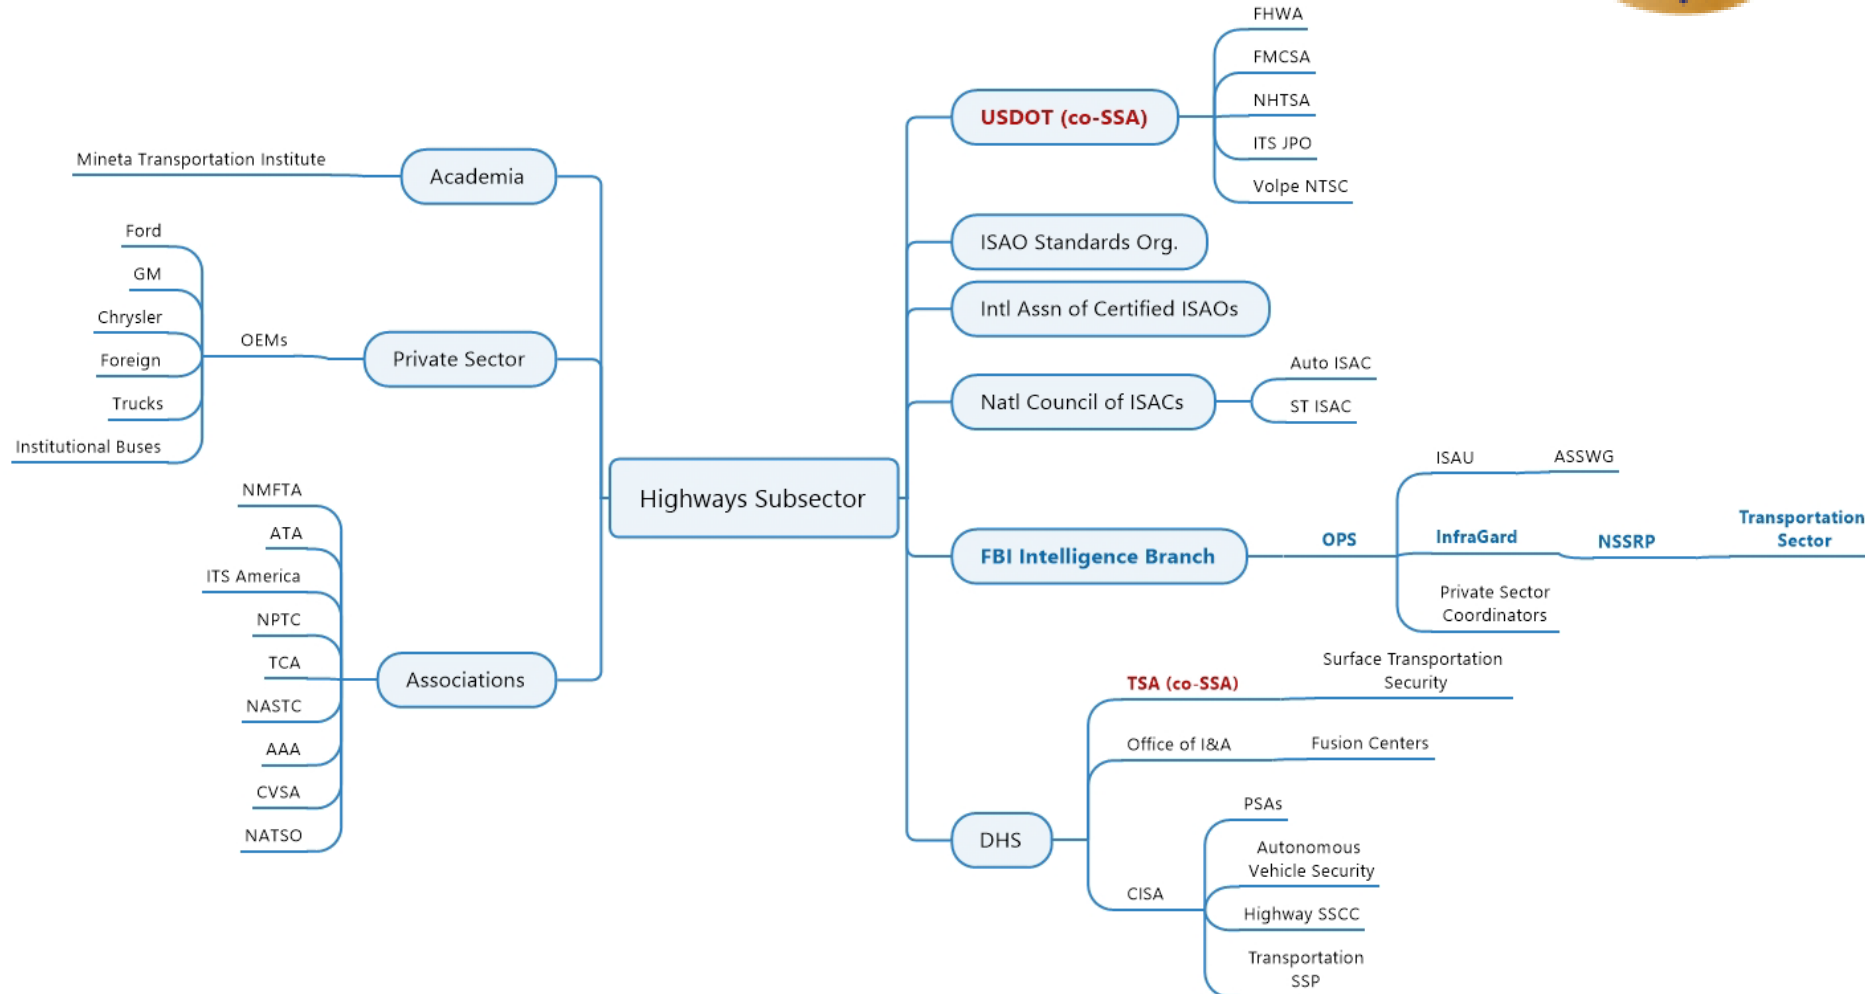 Highways Subsector
Academia
Mineta Transportation Institute
Private Sector
OEMs
Ford
GM
Chrysler
Foreign
Trucks
Institutional Buses
Associations
NMFTA
ATA
ITS America
NPTC
TCA
NASTC
AAA
CVSA
NATSO
USDOT (co-SSA)
FHWA
FMCSA
NHTSA
ITS JPO
Volpe NTSC
ISAO Standards Org.
Intl Assn of Certified ISAOs
Natl Council of ISACs
Auto ISAC
ST ISAC
FBI Intelligence Branch
OPS
ISAU
ASSWG
InfraGard
NSSRP
Transportation
Sector
Private Sector
Coordinators
DHS
TSA (co-SSA)
Surface Transportation
Security
Office of I&A
Fusion Centers
CISA
PSAs
Autonomous
Vehicle Security
Highway SSCC
Transportation
SSP